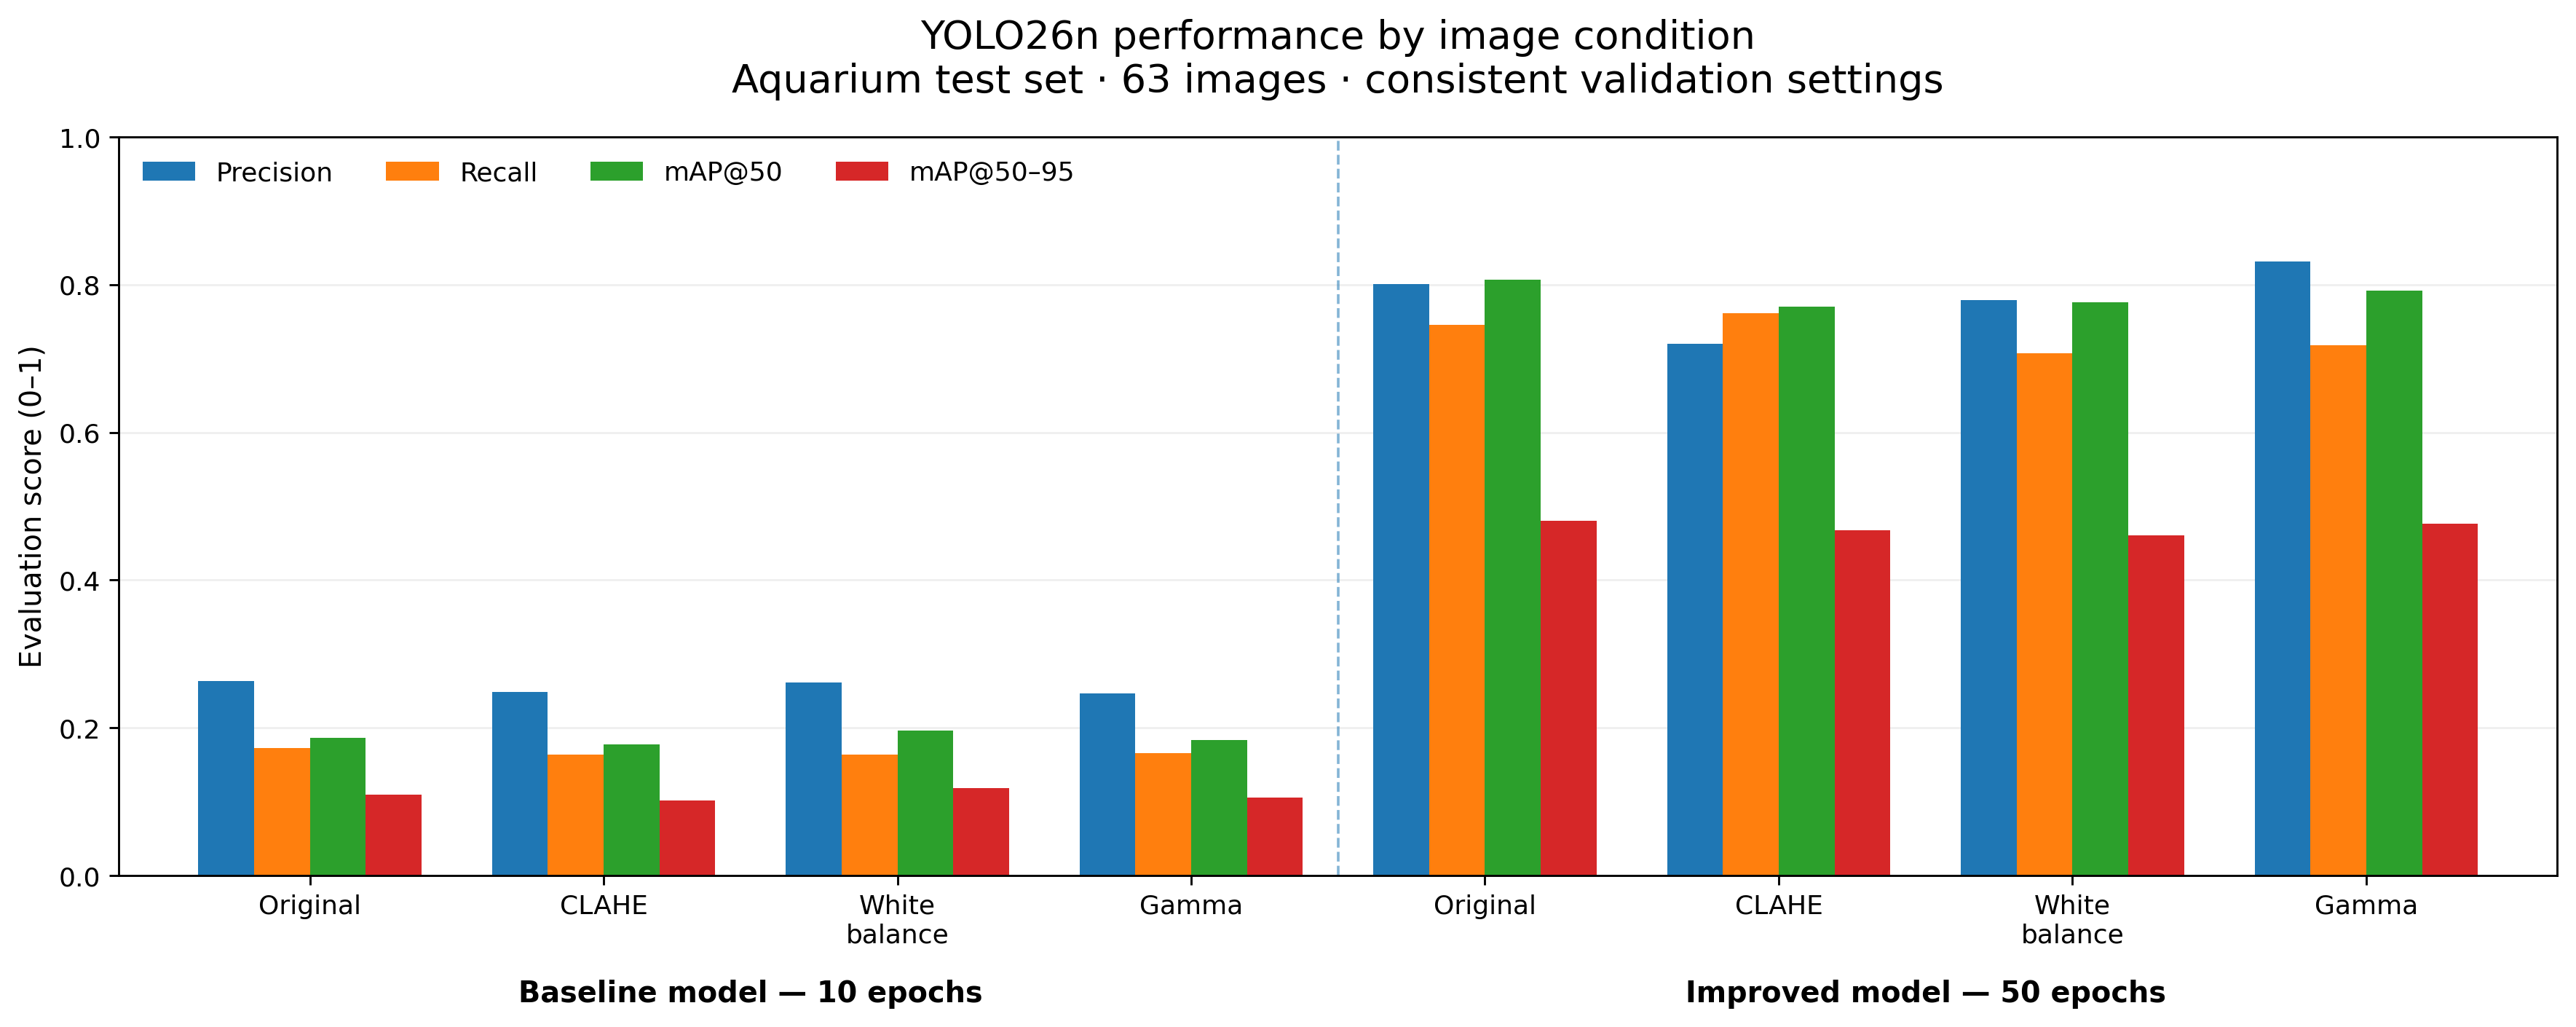 YOLO26n performance by image condition
Aquarium test set · 63 images · consistent validation settings
Precision Recall mAP@50 mAP@50–95
Evaluation score (0–1)
1.0
0.8
0.6
0.4
0.2
0.0
Original CLAHE White balance Gamma Original CLAHE White balance Gamma
Baseline model — 10 epochs Improved model — 50 epochs